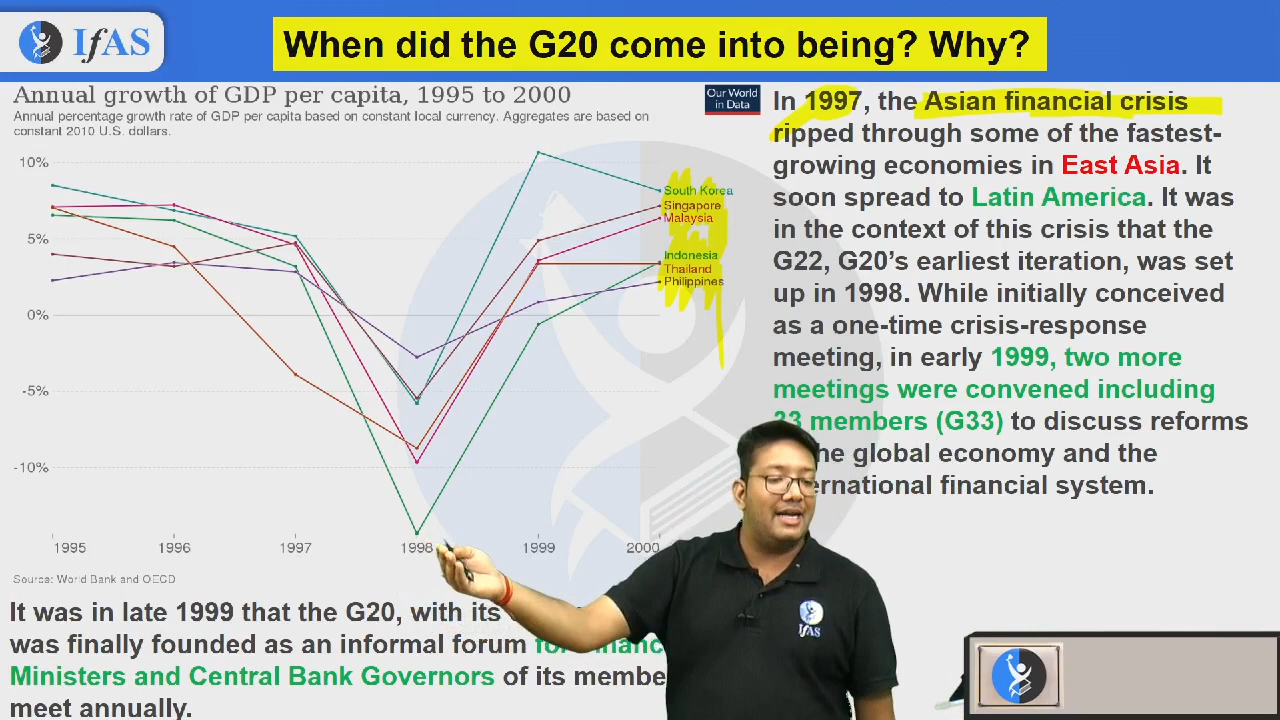 IfAS
When did the G20 come into being? Why?
Annual growth of GDP per capita, 1995 to 2000
Annual percentage growth rate of GDP per capita based on constant local currency. Aggregates are based on
constant 2010 U.S. dollars.
Our World
in Data
10%
5%
0%
-5%
-10%
South Korea
Singapore
Malaysia
Indonesia
Thailand
Philippines
1995
1996
1997
1998
1999
2000
Source: World Bank and OECD
In 1997, the Asian financial crisis
ripped through some of the fastest-
growing economies in East Asia. It
soon spread to Latin America. It was
in the context of this crisis that the
G22, G20's earliest iteration, was set
up in 1998. While initially conceived
as a one-time crisis-response
meeting, in early 1999, two more
meetings were convened including
33 members (G33) to discuss reforms
the global economy and the
financial system.
It was in late 1999 that the G20, with its
was finally founded as an informal forum
Ministers and Central Bank Governors of its
meet annually.
IfAS